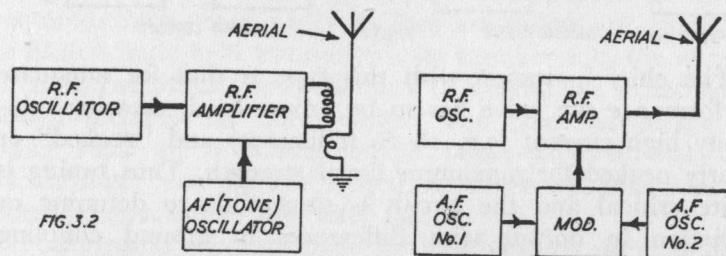 AERIAL
R.F.
OSCILLATOR
R.F.
AMPLIFIER
AF (TONE)
OSCILLATOR
FIG.3.2
AERIAL
R.F.
OSC.
R.F.
AMP.
A.F.
OSC.
No.1
MOD.
A.F.
OSC.
No.2